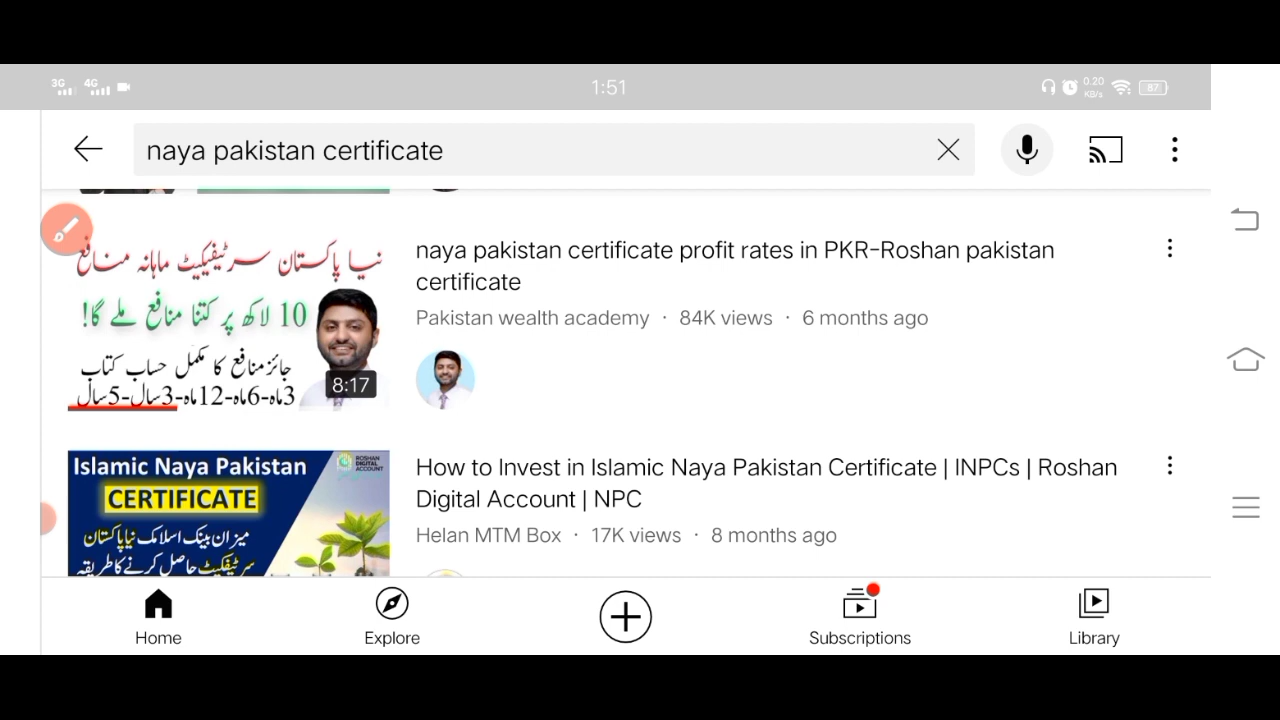 3G 4G 1:51 0.20 KB/s 87
naya pakistan certificate
نیا پاکستان سرٹیفیکیٹ ماہانہ منافع
10 لاکھ پر کتنا منافع ملے گا!
جائز منافع کا مکمل حساب کتاب
3ماہ-6ماہ-12ماہ-3سال-5سال
8:17
naya pakistan certificate profit rates in PKR-Roshan pakistan
certificate
Pakistan wealth academy · 84K views · 6 months ago
Islamic Naya Pakistan
CERTIFICATE
ROSHAN
DIGITAL
ACCOUNT
میزان بینک اسلامک نیا پاکستان
سرٹیفکیٹ حاصل کرنے کا طریقہ
How to Invest in Islamic Naya Pakistan Certificate | INPCs | Roshan
Digital Account | NPC
Helan MTM Box · 17K views · 8 months ago
Home Explore Subscriptions Library